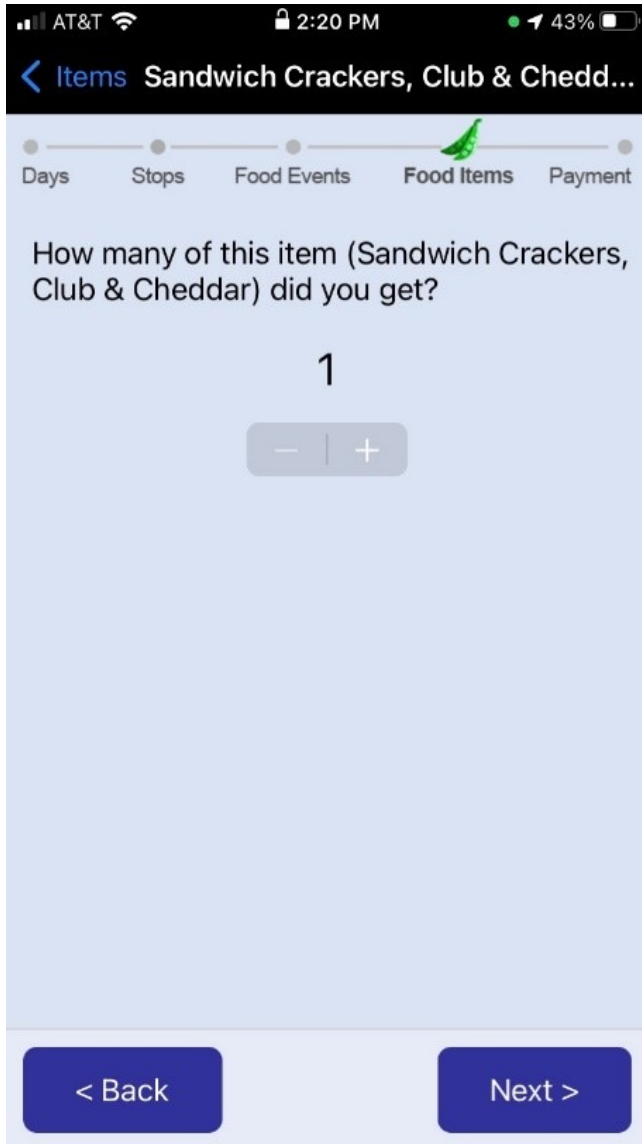 AT&T 2:20 PM 43%
Items Sandwich Crackers, Club & Chedd...
Days Stops Food Events Food Items Payment
How many of this item (Sandwich Crackers,
Club & Cheddar) did you get?
1
− +
< Back Next >